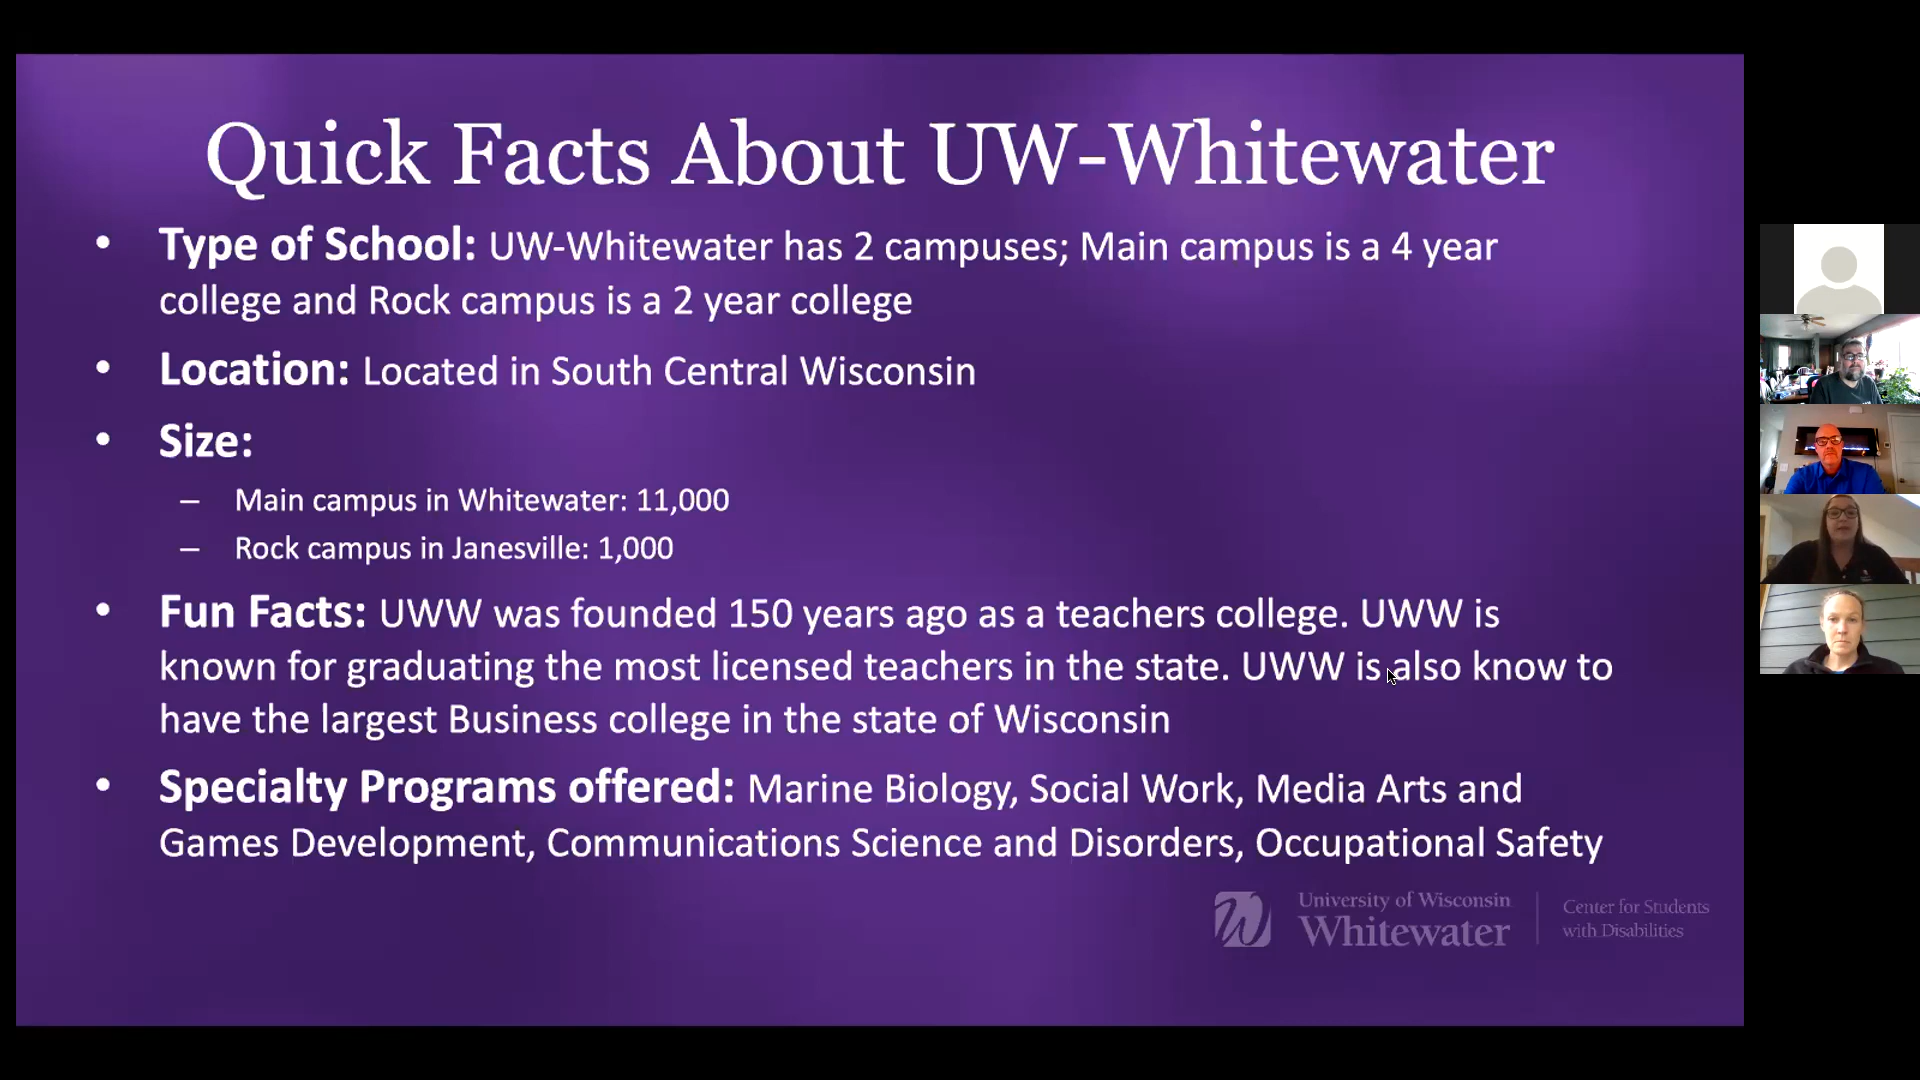 Quick Facts About UW-Whitewater
• Type of School: UW-Whitewater has 2 campuses; Main campus is a 4 year
college and Rock campus is a 2 year college
• Location: Located in South Central Wisconsin
• Size:
– Main campus in Whitewater: 11,000
– Rock campus in Janesville: 1,000
• Fun Facts: UWW was founded 150 years ago as a teachers college. UWW is
known for graduating the most licensed teachers in the state. UWW is also know to
have the largest Business college in the state of Wisconsin
• Specialty Programs offered: Marine Biology, Social Work, Media Arts and
Games Development, Communications Science and Disorders, Occupational Safety
University of Wisconsin
Whitewater
Center for Students
with Disabilities